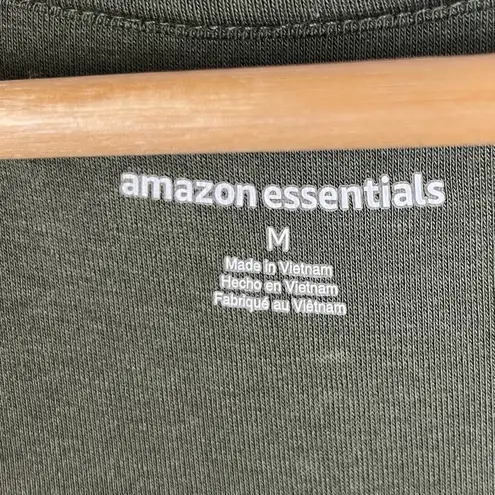 amazon essentials
M
Made in Vietnam
Hecho en Vietnam
Fabriqué au Viêtnam